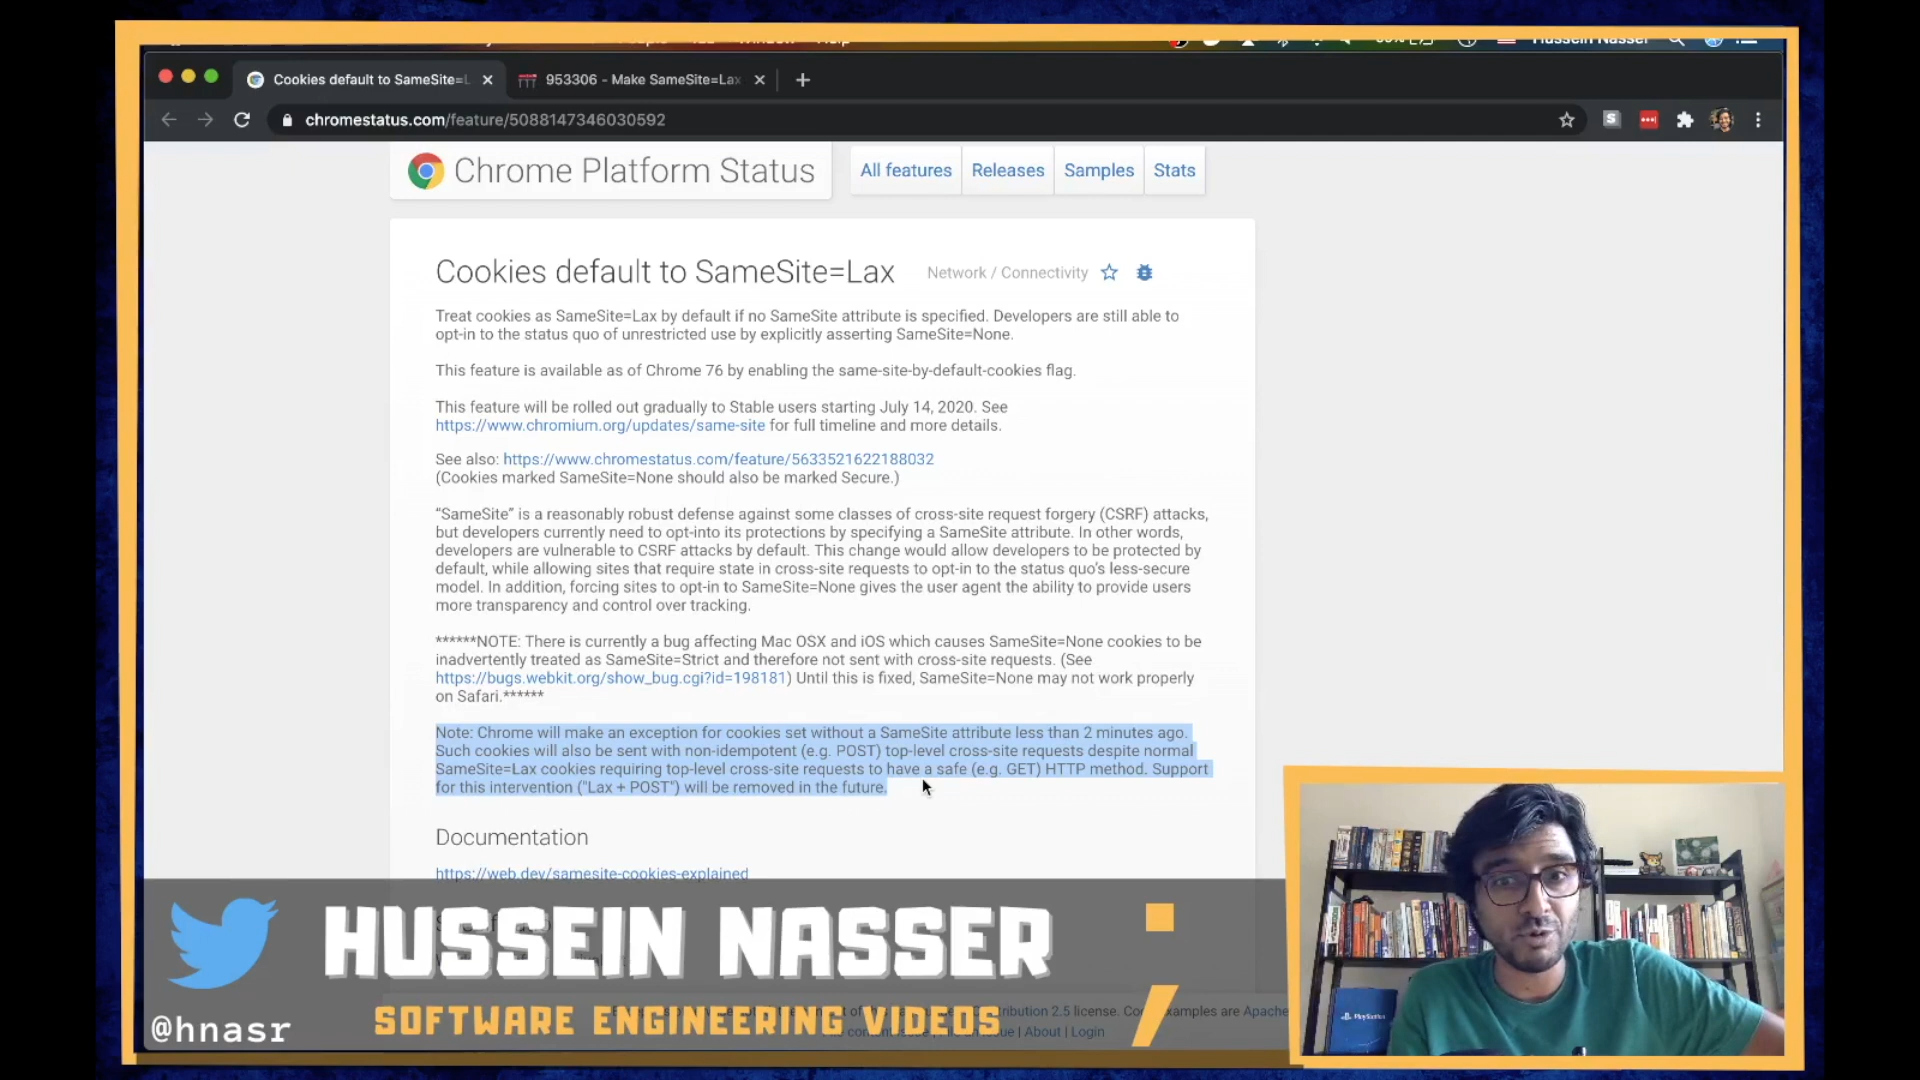 Hussein Nasser
Cookies default to SameSite=L
953306 - Make SameSite=Lax
chromestatus.com/feature/5088147346030592
Chrome Platform Status
All features
Releases
Samples
Stats
Cookies default to SameSite=Lax
Network / Connectivity
Treat cookies as SameSite=Lax by default if no SameSite attribute is specified. Developers are still able to
opt-in to the status quo of unrestricted use by explicitly asserting SameSite=None.
This feature is available as of Chrome 76 by enabling the same-site-by-default-cookies flag.
This feature will be rolled out gradually to Stable users starting July 14, 2020. See
https://www.chromium.org/updates/same-site for full timeline and more details.
See also: https://www.chromestatus.com/feature/5633521622188032
(Cookies marked SameSite=None should also be marked Secure.)
“SameSite” is a reasonably robust defense against some classes of cross-site request forgery (CSRF) attacks,
but developers currently need to opt-into its protections by specifying a SameSite attribute. In other words,
developers are vulnerable to CSRF attacks by default. This change would allow developers to be protected by
default, while allowing sites that require state in cross-site requests to opt-in to the status quo’s less-secure
model. In addition, forcing sites to opt-in to SameSite=None gives the user agent the ability to provide users
more transparency and control over tracking.
******NOTE: There is currently a bug affecting Mac OSX and iOS which causes SameSite=None cookies to be
inadvertently treated as SameSite=Strict and therefore not sent with cross-site requests. (See
https://bugs.webkit.org/show_bug.cgi?id=198181) Until this is fixed, SameSite=None may not work properly
on Safari.******
Note: Chrome will make an exception for cookies set without a SameSite attribute less than 2 minutes ago.
Such cookies will also be sent with non-idempotent (e.g. POST) top-level cross-site requests despite normal
SameSite=Lax cookies requiring top-level cross-site requests to have a safe (e.g. GET) HTTP method. Support
for this intervention ("Lax + POST") will be removed in the future.
Documentation
https://web.dev/samesite-cookies-explained
HUSSEIN NASSER
;
SOFTWARE ENGINEERING VIDEOS
@hnasr
2.5 license.
examples are Apache
| About | Login
PlayStation